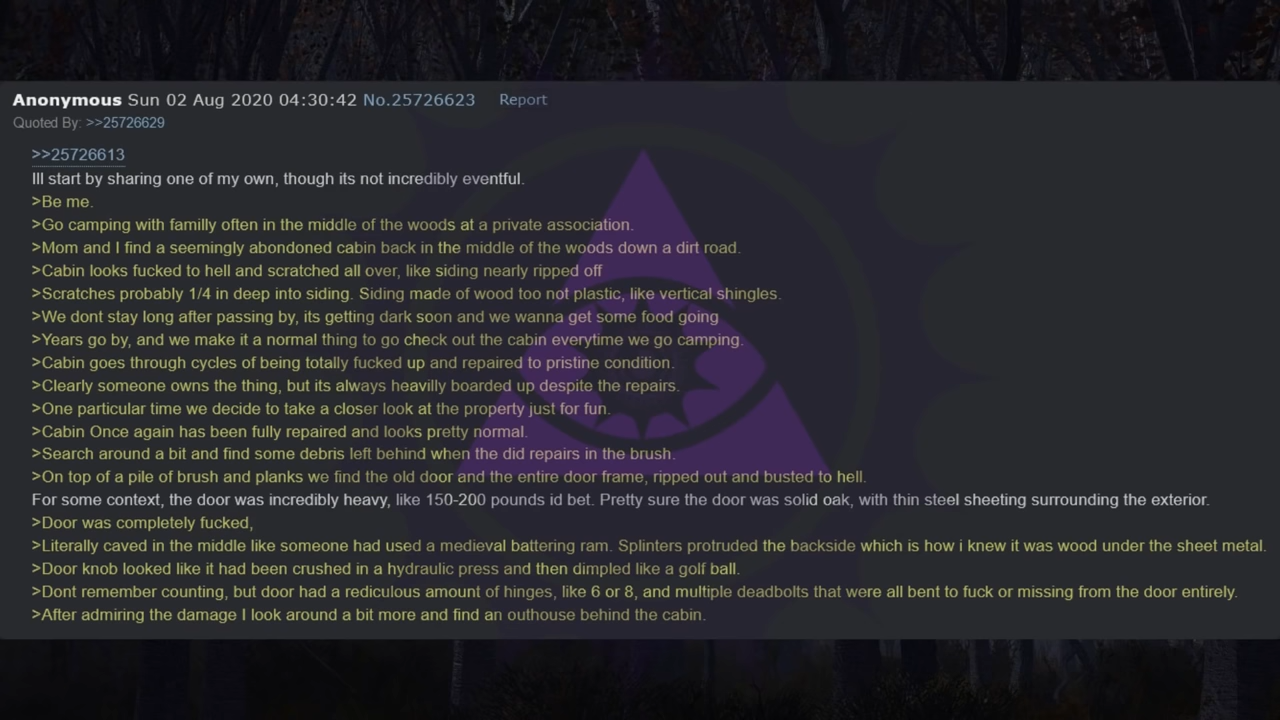 Anonymous Sun 02 Aug 2020 04:30:42 No.25726623 Report
Quoted By: >>25726629
>>25726613
Ill start by sharing one of my own, though its not incredibly eventful.
>Be me.
>Go camping with familly often in the middle of the woods at a private association.
>Mom and I find a seemingly abondoned cabin back in the middle of the woods down a dirt road.
>Cabin looks fucked to hell and scratched all over, like siding nearly ripped off
>Scratches probably 1/4 in deep into siding. Siding made of wood too not plastic, like vertical shingles.
>We dont stay long after passing by, its getting dark soon and we wanna get some food going
>Years go by, and we make it a normal thing to go check out the cabin everytime we go camping.
>Cabin goes through cycles of being totally fucked up and repaired to pristine condition.
>Clearly someone owns the thing, but its always heavilly boarded up despite the repairs.
>One particular time we decide to take a closer look at the property just for fun.
>Cabin Once again has been fully repaired and looks pretty normal.
>Search around a bit and find some debris left behind when the did repairs in the brush.
>On top of a pile of brush and planks we find the old door and the entire door frame, ripped out and busted to hell.
For some context, the door was incredibly heavy, like 150-200 pounds id bet. Pretty sure the door was solid oak, with thin steel sheeting surrounding the exterior.
>Door was completely fucked,
>Literally caved in the middle like someone had used a medieval battering ram. Splinters protruded the backside which is how i knew it was wood under the sheet metal.
>Door knob looked like it had been crushed in a hydraulic press and then dimpled like a golf ball.
>Dont remember counting, but door had a rediculous amount of hinges, like 6 or 8, and multiple deadbolts that were all bent to fuck or missing from the door entirely.
>After admiring the damage I look around a bit more and find an outhouse behind the cabin.